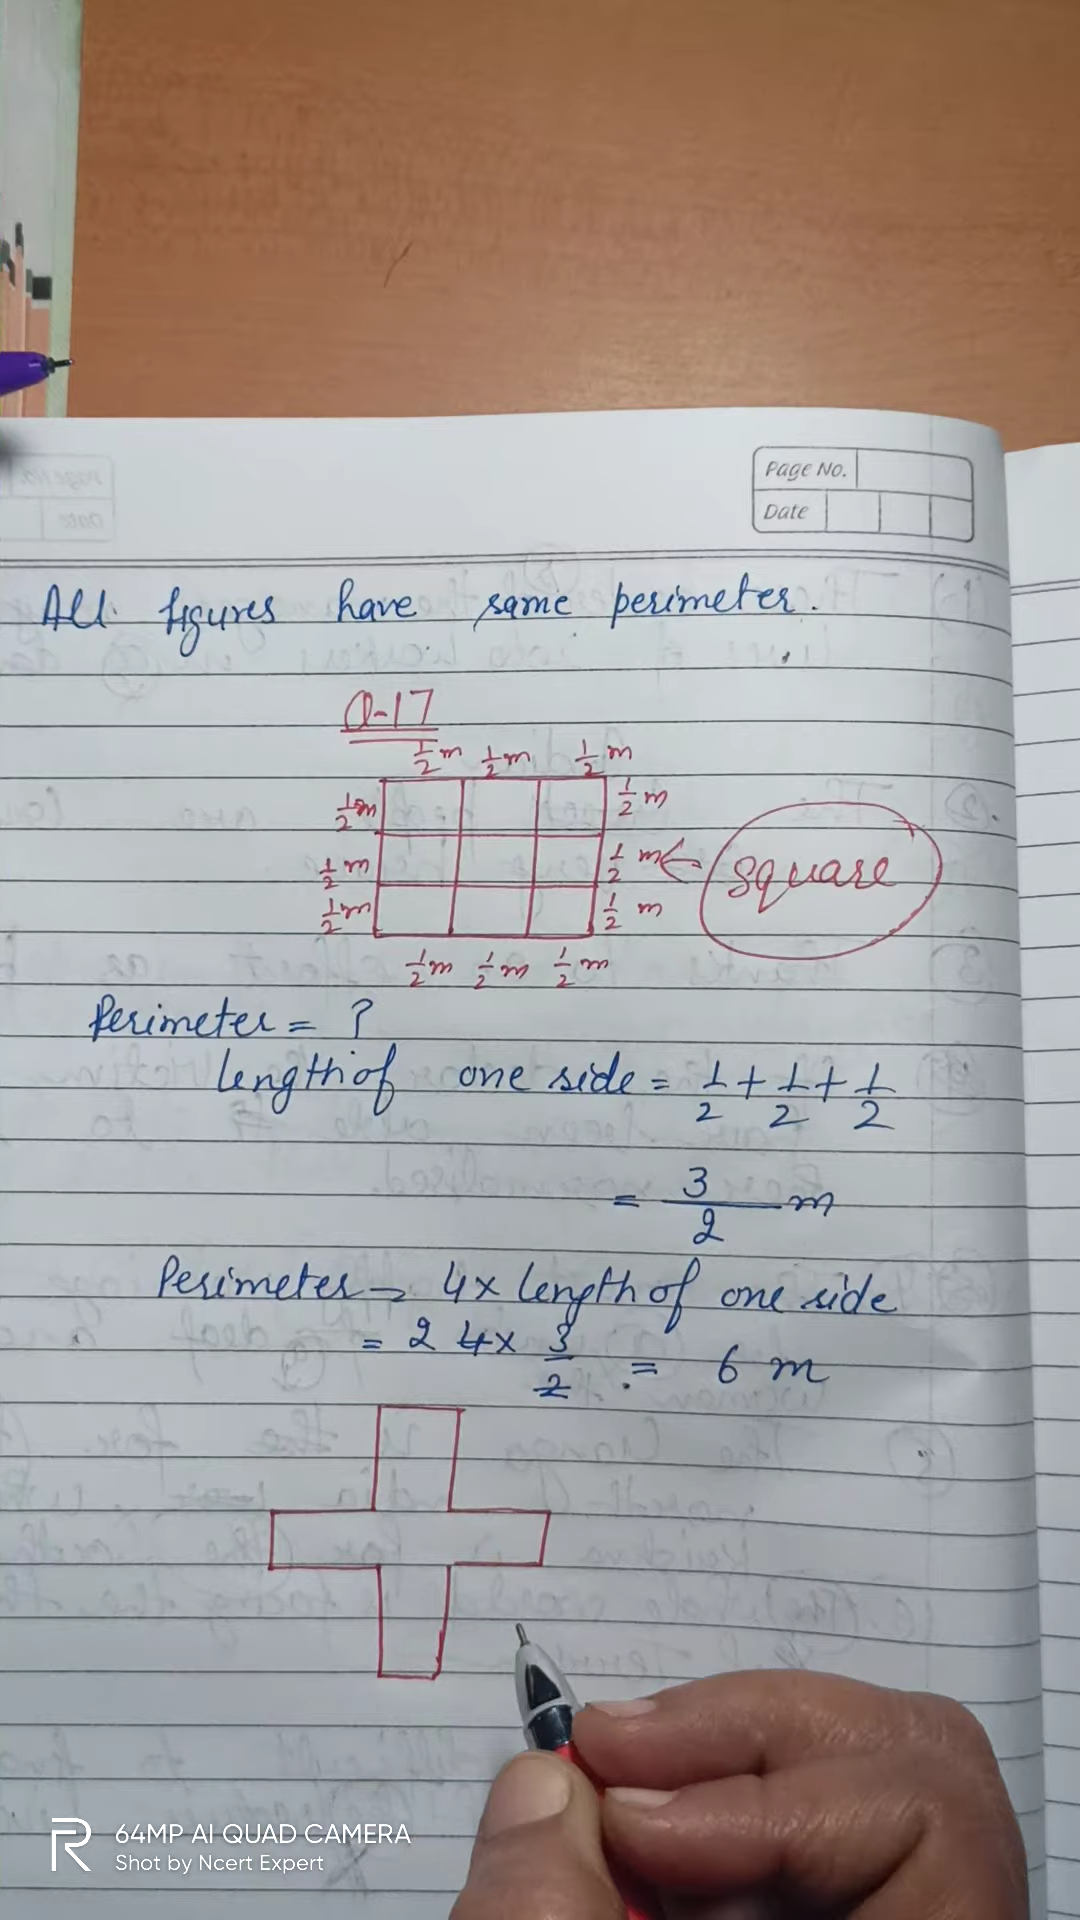 Page No.
Date
All figures have same perimeter.
Q-17
1/2 m 1/2 m 1/2 m
1/2 m 1/2 m
1/2 m 1/2 m ← square
1/2 m 1/2 m
1/2 m 1/2 m 1/2 m
Perimeter = ?
length of one side = 1/2 + 1/2 + 1/2
= 3/2 m
Perimeter → 4 x length of one side
= 2 4 x 3/2 = 6 m
64MP AI QUAD CAMERA
Shot by Ncert Expert